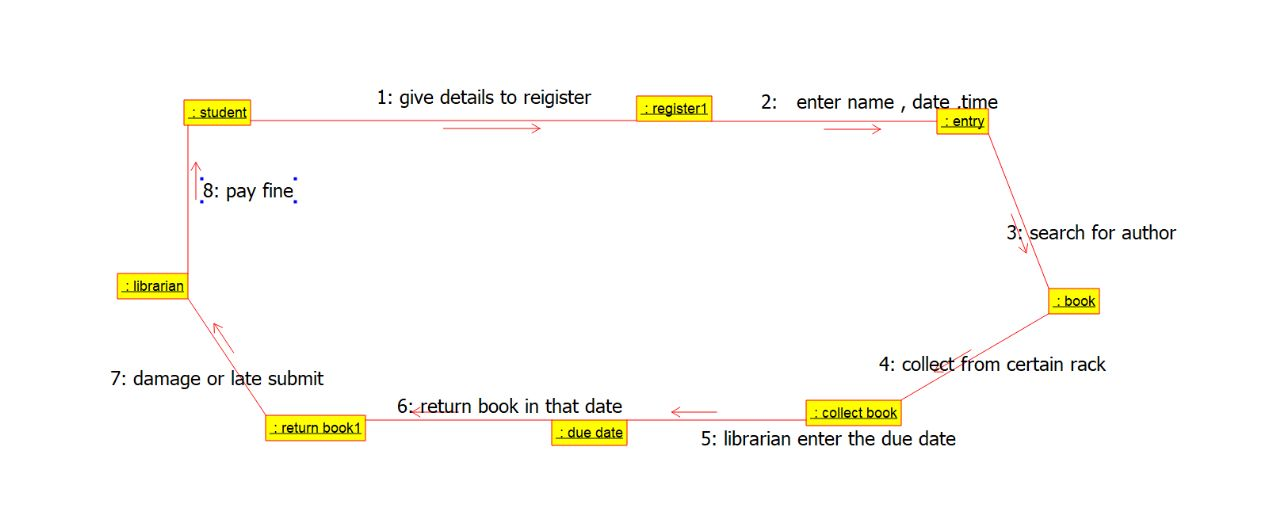 1: give details to reigister
2: enter name , date ,time
: student
: register1
: entry
8: pay fine
3: search for author
: librarian
: book
4: collect from certain rack
7: damage or late submit
6: return book in that date
: collect book
: return book1
: due date
5: librarian enter the due date